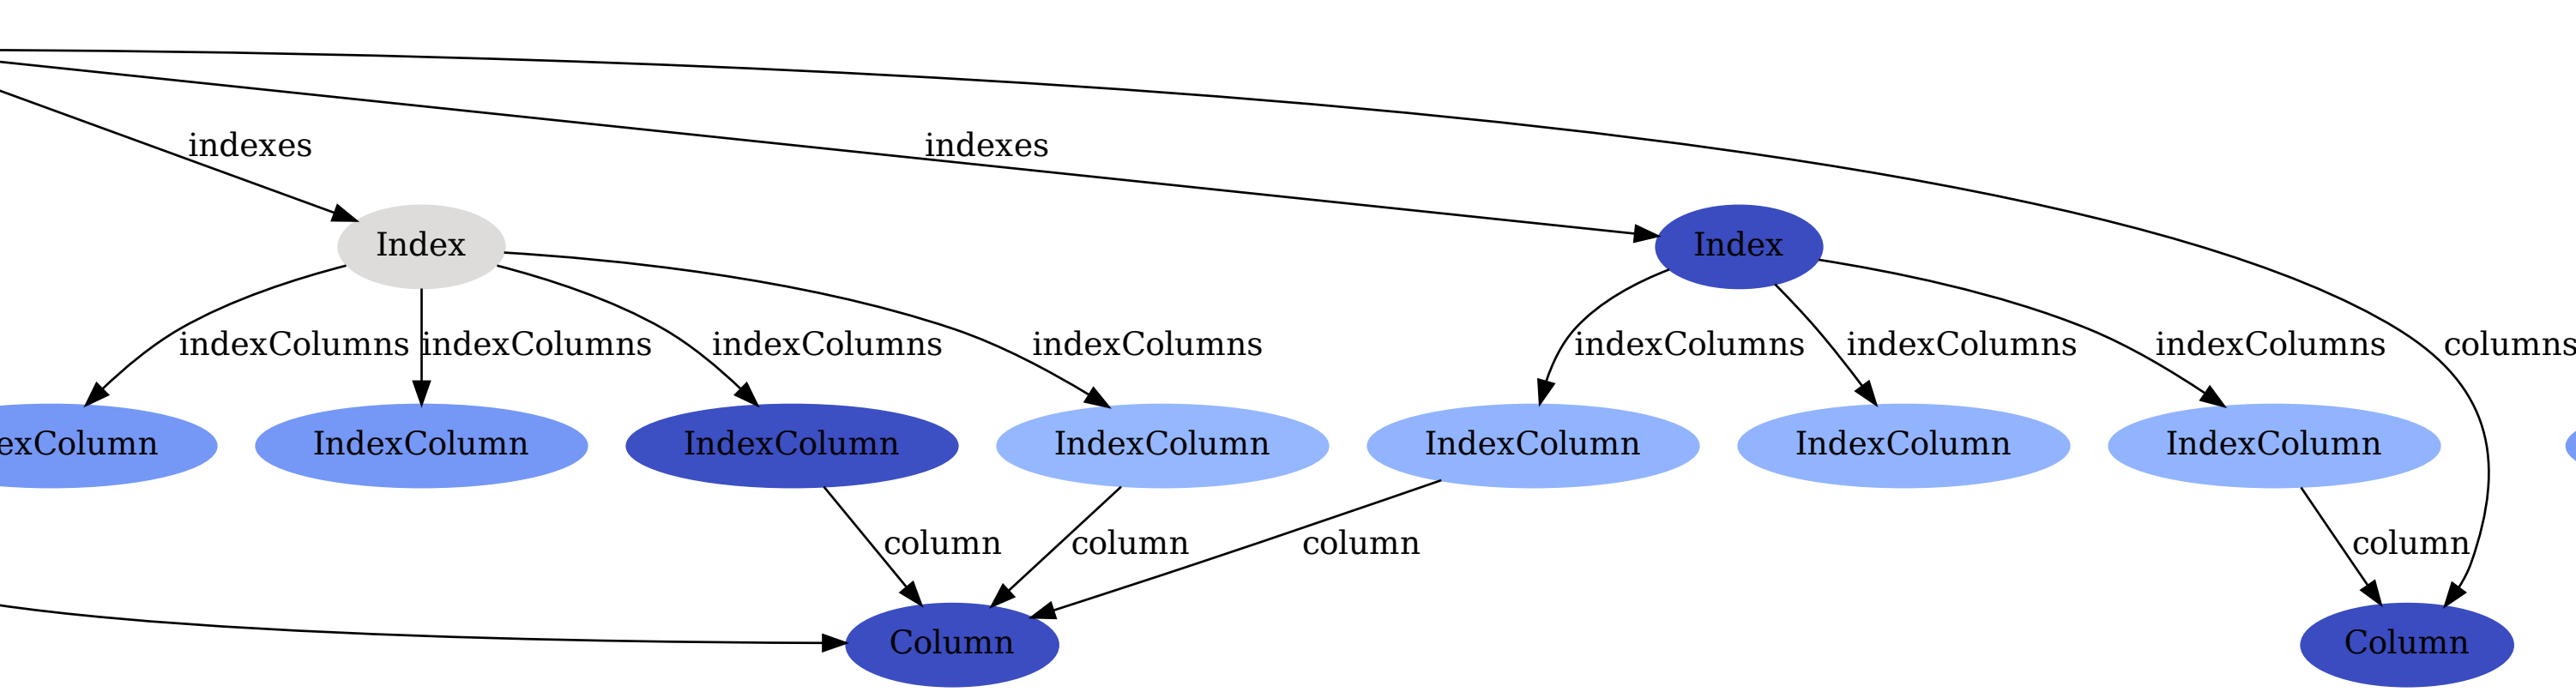 indexes
indexes
Index
Index
indexColumns
indexColumns
indexColumns
indexColumns
indexColumns
indexColumns
indexColumns
columns
exColumn
IndexColumn
IndexColumn
IndexColumn
IndexColumn
IndexColumn
IndexColumn
column
column
column
column
Column
Column